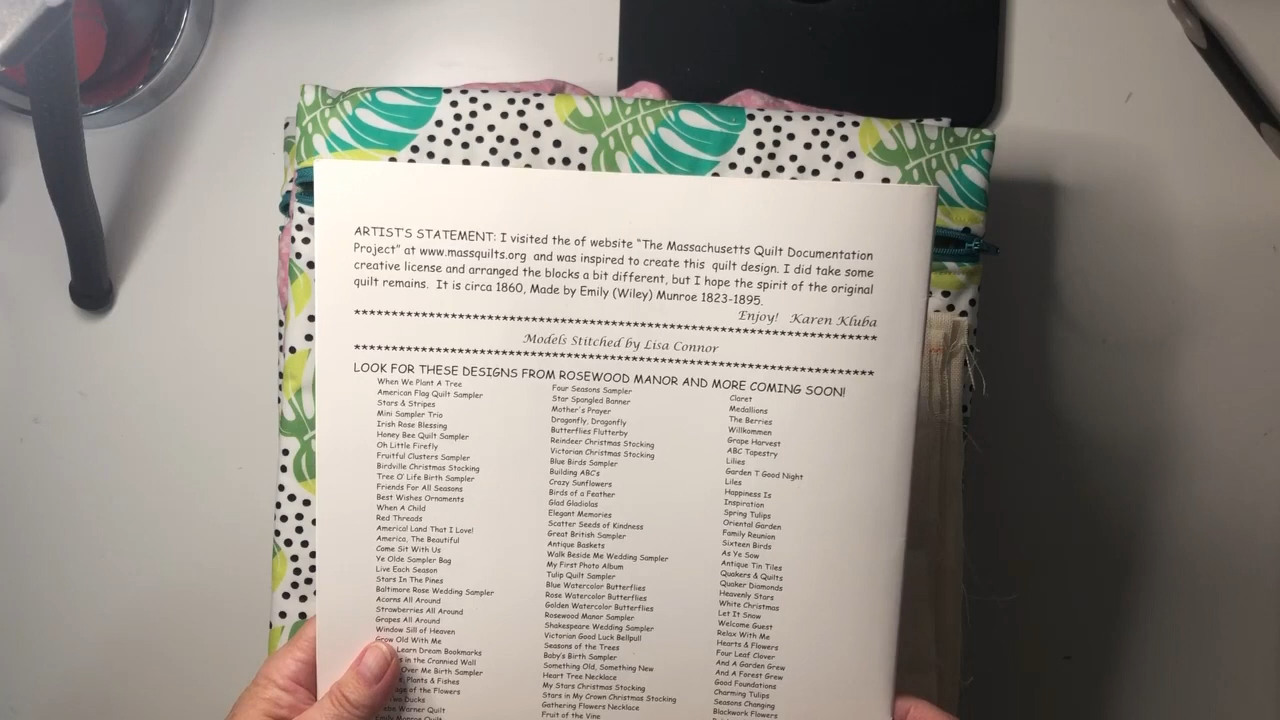 ARTIST'S STATEMENT: I visited the of website “The Massachusetts Quilt Documentation
Project” at www.massquilts.org and was inspired to create this quilt design. I did take some
creative license and arranged the blocks a bit different, but I hope the spirit of the original
quilt remains. It is circa 1860, Made by Emily (Wiley) Munroe 1823-1895.
Enjoy! Karen Kluba
Models Stitched by Lisa Connor
LOOK FOR THESE DESIGNS FROM ROSEWOOD MANOR AND MORE COMING SOON!
When We Plant A Tree
American Flag Quilt Sampler
Stars & Stripes
Mini Sampler Trio
Irish Rose Blessing
Honey Bee Quilt Sampler
Oh Little Firefly
Fruitful Clusters Sampler
Birdville Christmas Stocking
Tree O' Life Birth Sampler
Friends For All Seasons
Best Wishes Ornaments
When A Child
Red Threads
America! Land That I Love!
America, The Beautiful
Come Sit With Us
Ye Olde Sampler Bag
Live Each Season
Stars In The Pines
Baltimore Rose Wedding Sampler
Acorns All Around
Strawberries All Around
Grapes All Around
Window Sill of Heaven
Grow Old With Me
Learn Dream Bookmarks
in the Crannied Wall
Over Me Birth Sampler
Plants & Fishes
of the Flowers
Ducks
Warner Quilt
Emily Munroe Quilt
Four Seasons Sampler
Star Spangled Banner
Mother's Prayer
Dragonfly, Dragonfly
Butterflies Flutterby
Reindeer Christmas Stocking
Victorian Christmas Stocking
Blue Birds Sampler
Building ABC's
Crazy Sunflowers
Birds of a Feather
Glad Gladiolas
Elegant Memories
Scatter Seeds of Kindness
Great British Sampler
Antique Baskets
Walk Beside Me Wedding Sampler
My First Photo Album
Tulip Quilt Sampler
Blue Watercolor Butterflies
Rose Watercolor Butterflies
Golden Watercolor Butterflies
Rosewood Manor Sampler
Shakespeare Wedding Sampler
Victorian Good Luck Bellpull
Seasons of the Trees
Baby's Birth Sampler
Something Old, Something New
Heart Tree Necklace
My Stars Christmas Stocking
Stars in My Crown Christmas Stocking
Gathering Flowers Necklace
Fruit of the Vine
Claret
Medallions
The Berries
Willkommen
Grape Harvest
ABC Tapestry
Lilies
Garden T Good Night
Liles
Happiness Is
Inspiration
Spring Tulips
Oriental Garden
Family Reunion
Sixteen Birds
As Ye Sow
Antique Tin Tiles
Quakers & Quilts
Quaker Diamonds
Heavenly Stars
White Christmas
Let It Snow
Welcome Guest
Relax With Me
Hearts & Flowers
Four Leaf Clover
And A Garden Grew
And A Forest Grew
Good Foundations
Charming Tulips
Seasons Changing
Blackwork Flowers